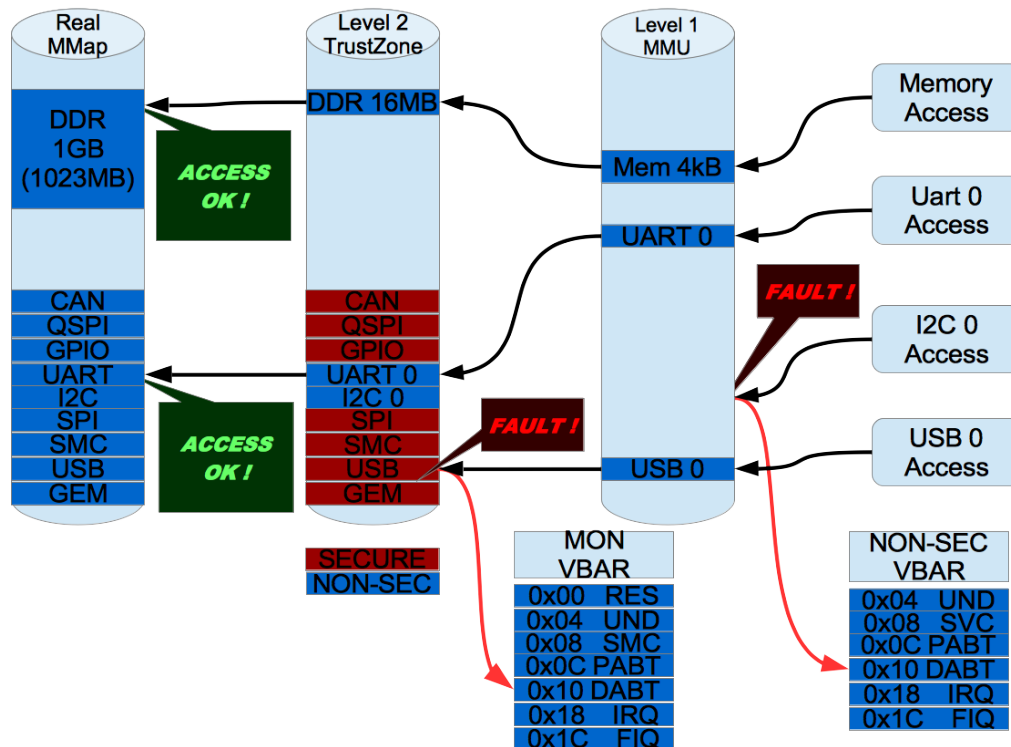 Real
MMap
DDR
1GB
(1023MB)
CAN
QSPI
GPIO
UART
I2C
SPI
SMC
USB
GEM
ACCESS
OK !
ACCESS
OK !
Level 2
TrustZone
DDR 16MB
CAN
QSPI
GPIO
UART 0
I2C 0
SPI
SMC
USB
GEM
FAULT !
SECURE
NON-SEC
Level 1
MMU
Mem 4kB
UART 0
USB 0
FAULT !
Memory
Access
Uart 0
Access
I2C 0
Access
USB 0
Access
MON
VBAR
0x00 RES
0x04 UND
0x08 SMC
0x0C PABT
0x10 DABT
0x18 IRQ
0x1C FIQ
NON-SEC
VBAR
0x04 UND
0x08 SVC
0x0C PABT
0x10 DABT
0x18 IRQ
0x1C FIQ